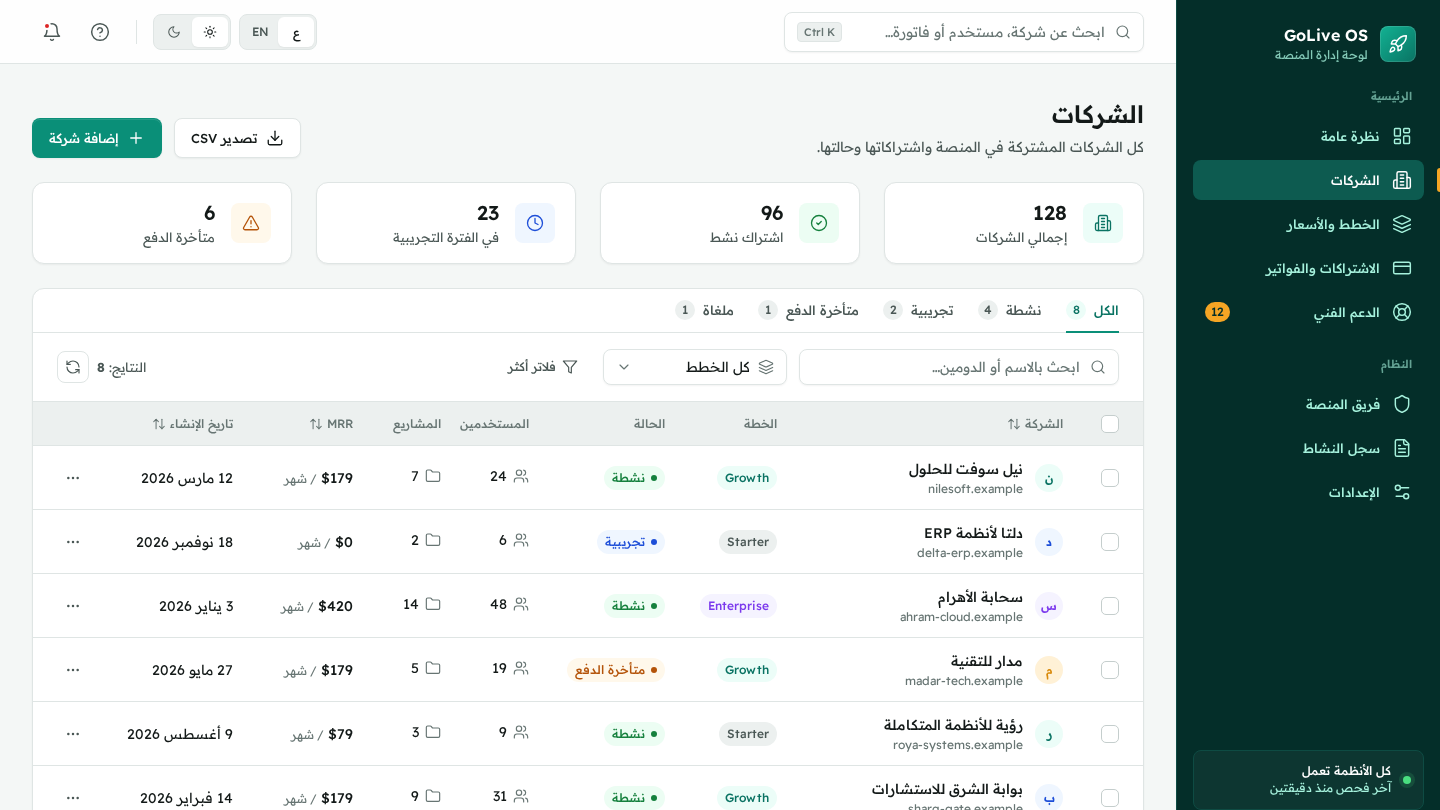 GoLive OS
لوحة إدارة المنصة
الرئيسية
نظرة عامة
الشركات
الخطط والأسعار
الاشتراكات والفواتير
الدعم الفني 12
النظام
فريق المنصة
سجل النشاط
الإعدادات
كل الأنظمة تعمل
آخر فحص منذ دقيقتين
ابحث عن شركة، مستخدم أو فاتورة... Ctrl K
ع EN
الشركات
كل الشركات المشتركة في المنصة واشتراكاتها وحالتها.
تصدير CSV
إضافة شركة
128
إجمالي الشركات
96
اشتراك نشط
23
في الفترة التجريبية
6
متأخرة الدفع
الكل 8 نشطة 4 تجريبية 2 متأخرة الدفع 1 ملغاة 1
ابحث بالاسم أو الدومين... كل الخطط فلاتر أكثر النتايج: 8
الشركة الخطة الحالة المستخدمين المشاريع MRR تاريخ الإنشاء
نيل سوفت للحلول
ن Growth نشطة 24 7 $179 / شهر 12 مارس 2026
nilesoft.example
دلتا لأنظمة ERP
د Starter تجريبية 6 2 $0 / شهر 18 نوفمبر 2026
delta-erp.example
سحابة الأهرام
س Enterprise نشطة 48 14 $420 / شهر 3 يناير 2026
ahram-cloud.example
مدار للتقنية
م Growth متأخرة الدفع 19 5 $179 / شهر 27 مايو 2026
madar-tech.example
رؤية للأنظمة المتكاملة
ر Starter نشطة 9 3 $79 / شهر 9 أغسطس 2026
roya-systems.example
بوابة الشرق للاستشارات
ب Growth نشطة 31 9 $179 / شهر 14 فبراير 2026
sharq-gate.example